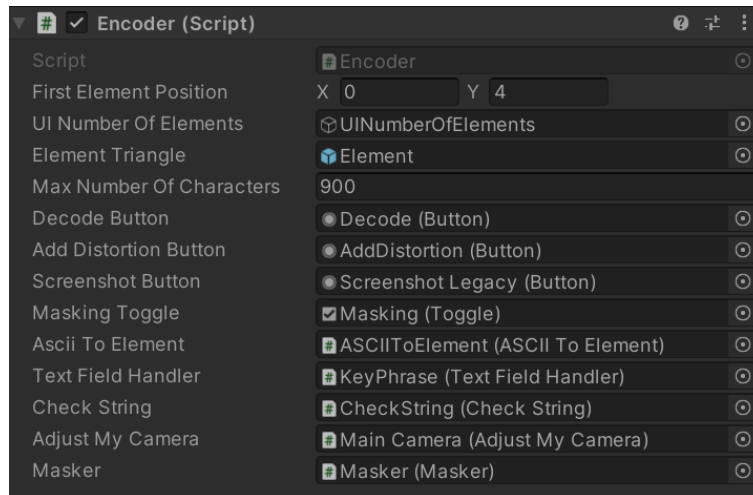 Encoder (Script)
Script Encoder
First Element Position X 0 Y 4
UI Number Of Elements UINumberOfElements
Element Triangle Element
Max Number Of Characters 900
Decode Button Decode (Button)
Add Distortion Button AddDistortion (Button)
Screenshot Button Screenshot Legacy (Button)
Masking Toggle Masking (Toggle)
Ascii To Element ASCIIToElement (ASCII To Element)
Text Field Handler KeyPhrase (Text Field Handler)
Check String CheckString (Check String)
Adjust My Camera Main Camera (Adjust My Camera)
Masker Masker (Masker)